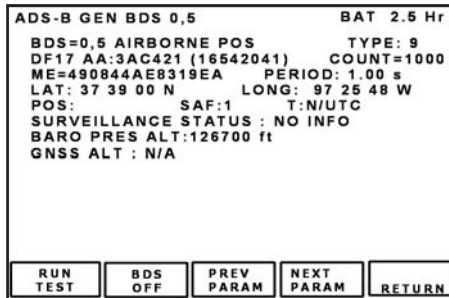 ADS-B GEN BDS 0,5 BAT 2.5 Hr
BDS=0,5 AIRBORNE POS TYPE: 9
DF17 AA:3AC421 (16542041) COUNT=1000
ME=490844AE8319EA PERIOD: 1.00 s
LAT: 37 39 00 N LONG: 97 25 48 W
POS: SAF:1 T:N/UTC
SURVEILLANCE STATUS : NO INFO
BARO PRES ALT:126700 ft
GNSS ALT : N/A
RUN TEST
BDS OFF
PREV PARAM
NEXT PARAM
RETURN